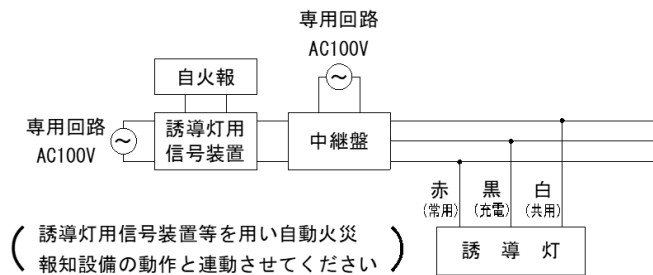 専用回路
AC100V
自火報
専用回路
AC100V
誘導灯用
信号装置
中継盤
赤
(常用)
黒
(充電)
白
(共用)
誘導灯
誘導灯用信号装置等を用い自動火災
報知設備の動作と連動させてください